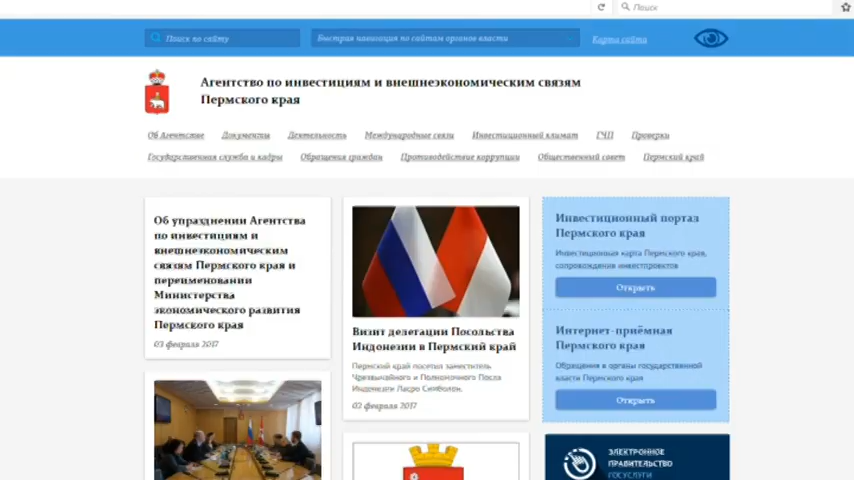 Поиск
Поиск по сайту
Быстрая навигация по сайтам органов власти
Карта сайта
Агентство по инвестициям и внешнеэкономическим связям
Пермского края
Об Агентстве Документы Деятельность Международные связи Инвестиционный климат ГЧП Проверки
Государственная служба и кадры Обращения граждан Противодействие коррупции Общественный совет Пермский край
Об упразднении Агентства
по инвестициям и
внешнеэкономическим
связям Пермского края и
переименовании
Министерства
экономического развития
Пермского края
03 февраля 2017
Визит делегации Посольства
Индонезии в Пермский край
Пермский край посетил заместитель
Чрезвычайного и Полномочного Посла
Индонезии Ласро Симболон.
02 февраля 2017
Инвестиционный портал
Пермского края
Инвестиционная карта Пермского края,
сопровождение инвестпроектов
Открыть
Интернет-приёмная
Пермского края
Обращения в органы государственной
власти Пермского края
Открыть
ЭЛЕКТРОННОЕ
ПРАВИТЕЛЬСТВО
ГОСУСЛУГИ